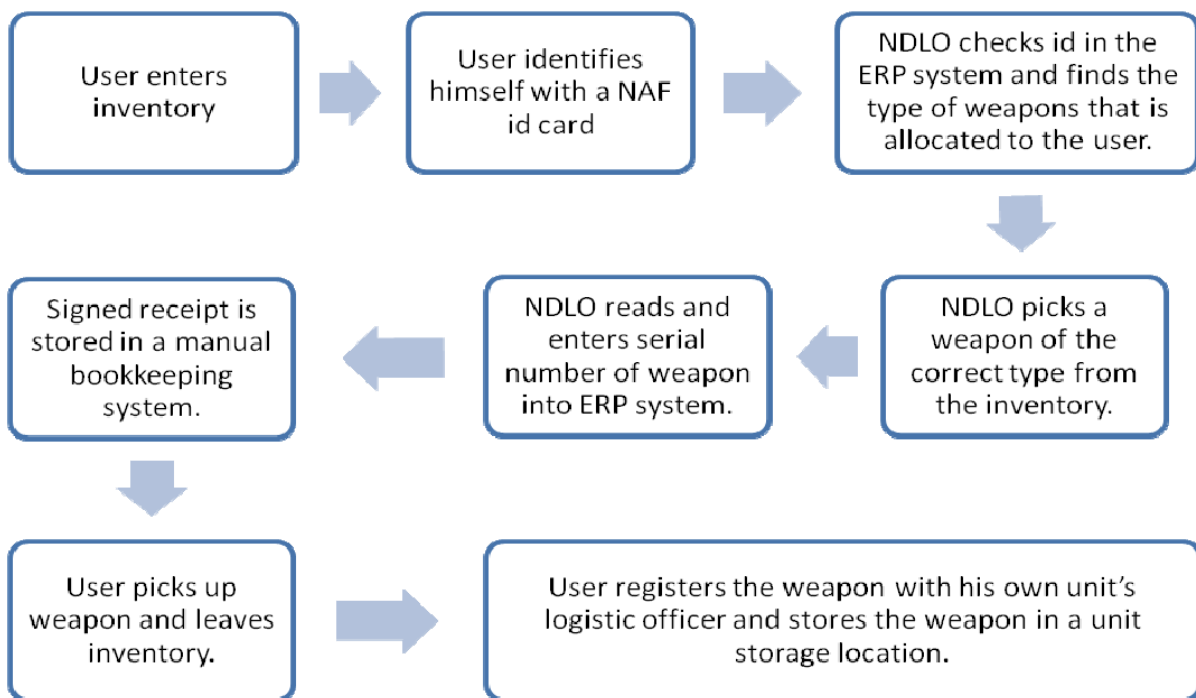 User enters
inventory
User identifies
himself with a NAF
id card
NDLO checks id in the
ERP system and finds the
type of weapons that is
allocated to the user.
NDLO picks a
weapon of the
correct type from
the inventory.
NDLO reads and
enters serial
number of weapon
into ERP system.
Signed receipt is
stored in a manual
bookkeeping
system.
User picks up
weapon and leaves
inventory.
User registers the weapon with his own unit's
logistic officer and stores the weapon in a unit
storage location.